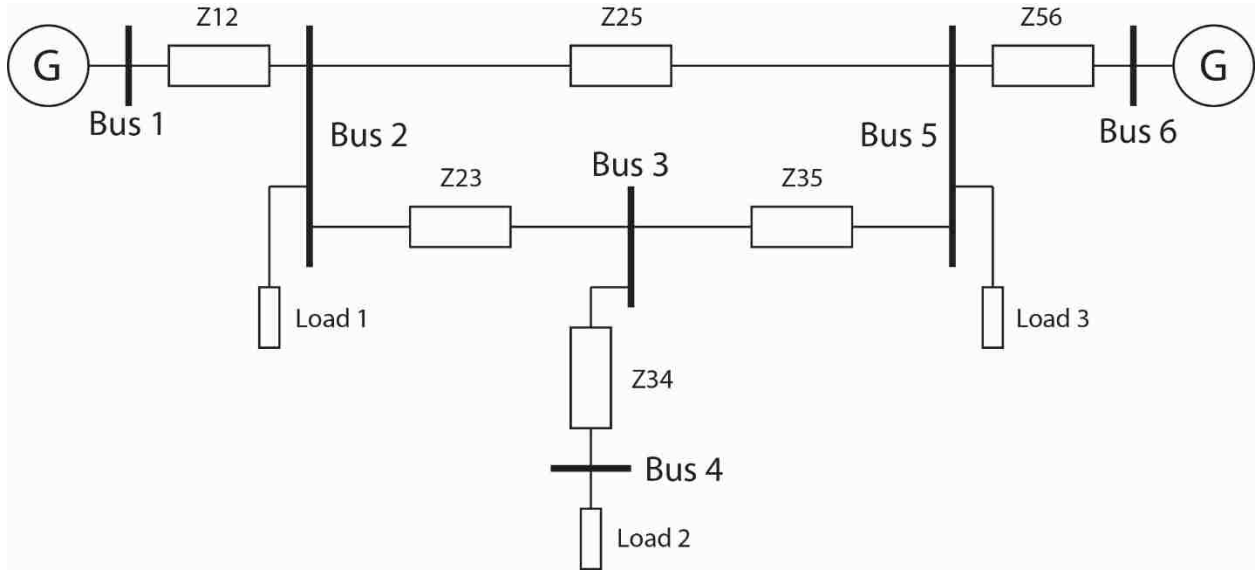 Z12
Z25
Z56
G
G
Bus 1
Bus 2
Bus 5
Bus 6
Z23
Bus 3
Z35
Load 1
Load 3
Z34
Bus 4
Load 2